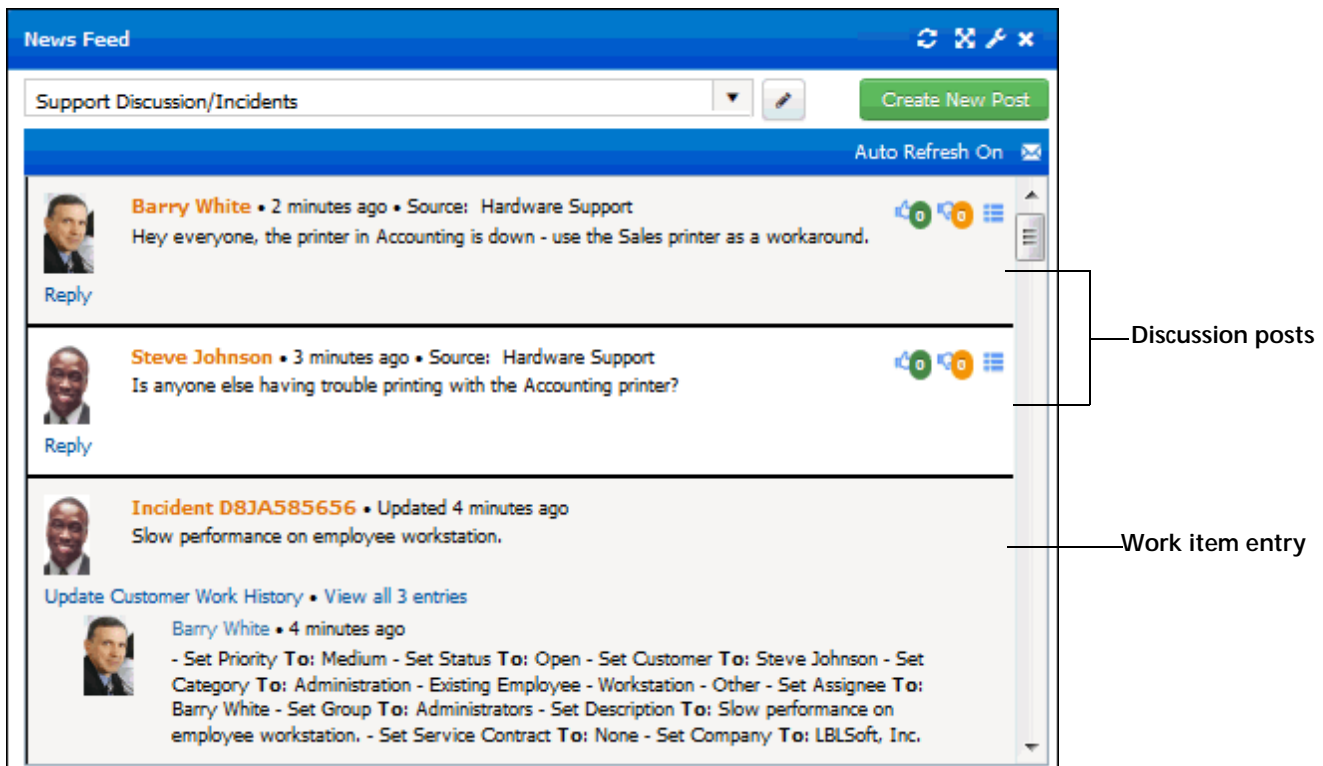 News Feed
Support Discussion/Incidents
Create New Post
Auto Refresh On
Barry White • 2 minutes ago • Source: Hardware Support
0 0
Hey everyone, the printer in Accounting is down - use the Sales printer as a workaround.
Reply
Discussion posts
Steve Johnson • 3 minutes ago • Source: Hardware Support
0 0
Is anyone else having trouble printing with the Accounting printer?
Reply
Incident D8JA585656 • Updated 4 minutes ago
Slow performance on employee workstation.
Work item entry
Update Customer Work History • View all 3 entries
Barry White • 4 minutes ago
- Set Priority To: Medium - Set Status To: Open - Set Customer To: Steve Johnson - Set
Category To: Administration - Existing Employee - Workstation - Other - Set Assignee To:
Barry White - Set Group To: Administrators - Set Description To: Slow performance on
employee workstation. - Set Service Contract To: None - Set Company To: LBLSoft, Inc.